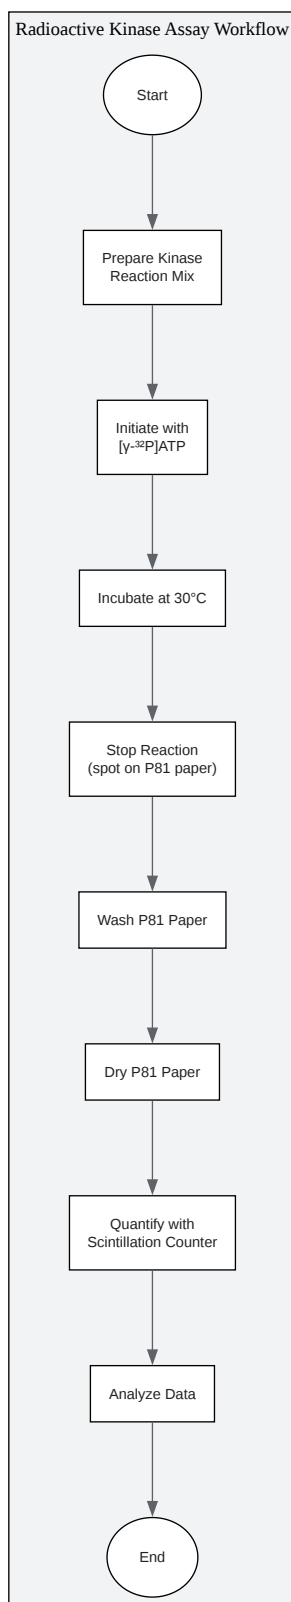 Radioactive Kinase Assay Workflow
Start
Prepare Kinase
Reaction Mix
Initiate with
[γ-³²P]ATP
Incubate at 30°C
Stop Reaction
(spot on P81 paper)
Wash P81 Paper
Dry P81 Paper
Quantify with
Scintillation Counter
Analyze Data
End